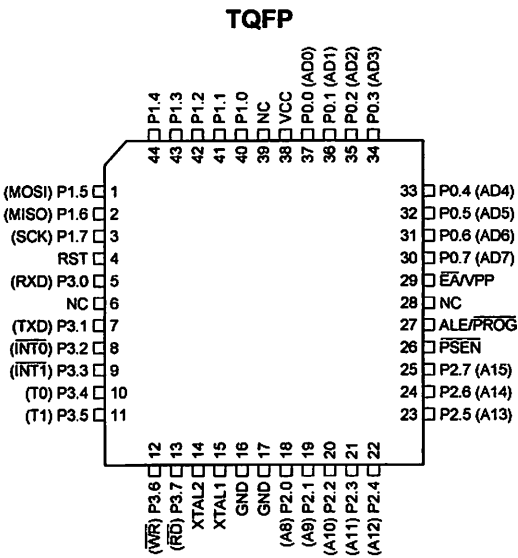 TQFP
P1.4
P1.3
P1.2
P1.1
P1.0
NC
VCC
P0.0 (AD0)
P0.1 (AD1)
P0.2 (AD2)
P0.3 (AD3)
44
43
42
41
40
39
38
37
36
35
34
(MOSI) P1.5 1
(MISO) P1.6 2
(SCK) P1.7 3
RST 4
(RXD) P3.0 5
NC 6
(TXD) P3.1 7
(I̅N̅T̅0̅) P3.2 8
(I̅N̅T̅1̅) P3.3 9
(T0) P3.4 10
(T1) P3.5 11
33 P0.4 (AD4)
32 P0.5 (AD5)
31 P0.6 (AD6)
30 P0.7 (AD7)
29 E̅A̅/VPP
28 NC
27 ALE/P̅R̅O̅G̅
26 P̅S̅E̅N̅
25 P2.7 (A15)
24 P2.6 (A14)
23 P2.5 (A13)
12
13
14
15
16
17
18
19
20
21
22
(W̅R̅) P3.6
(R̅D̅) P3.7
XTAL2
XTAL1
GND
GND
(A8) P2.0
(A9) P2.1
(A10) P2.2
(A11) P2.3
(A12) P2.4